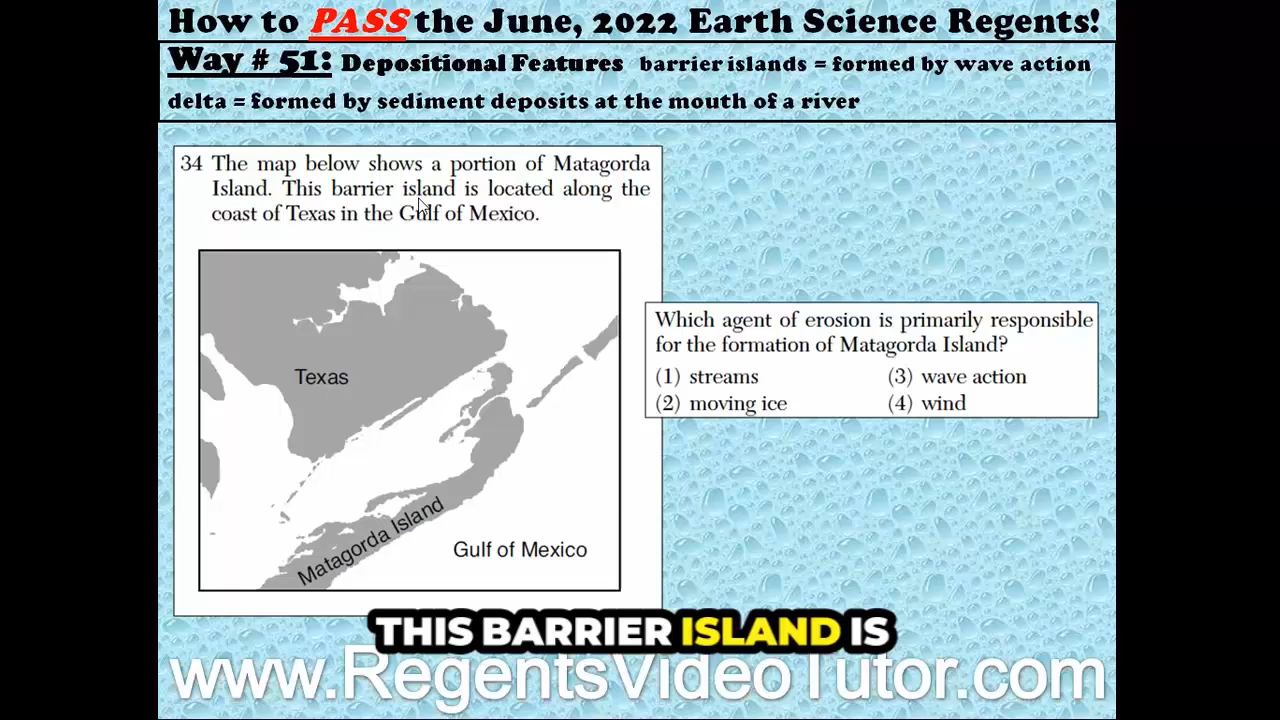 How to PASS the June, 2022 Earth Science Regents!
Way # 51: Depositional Features barrier islands = formed by wave action
delta = formed by sediment deposits at the mouth of a river
34 The map below shows a portion of Matagorda
Island. This barrier island is located along the
coast of Texas in the Gulf of Mexico.
Texas
Matagorda Island
Gulf of Mexico
Which agent of erosion is primarily responsible
for the formation of Matagorda Island?
(1) streams (3) wave action
(2) moving ice (4) wind
THIS BARRIER ISLAND IS
www.RegentsVideoTutor.com